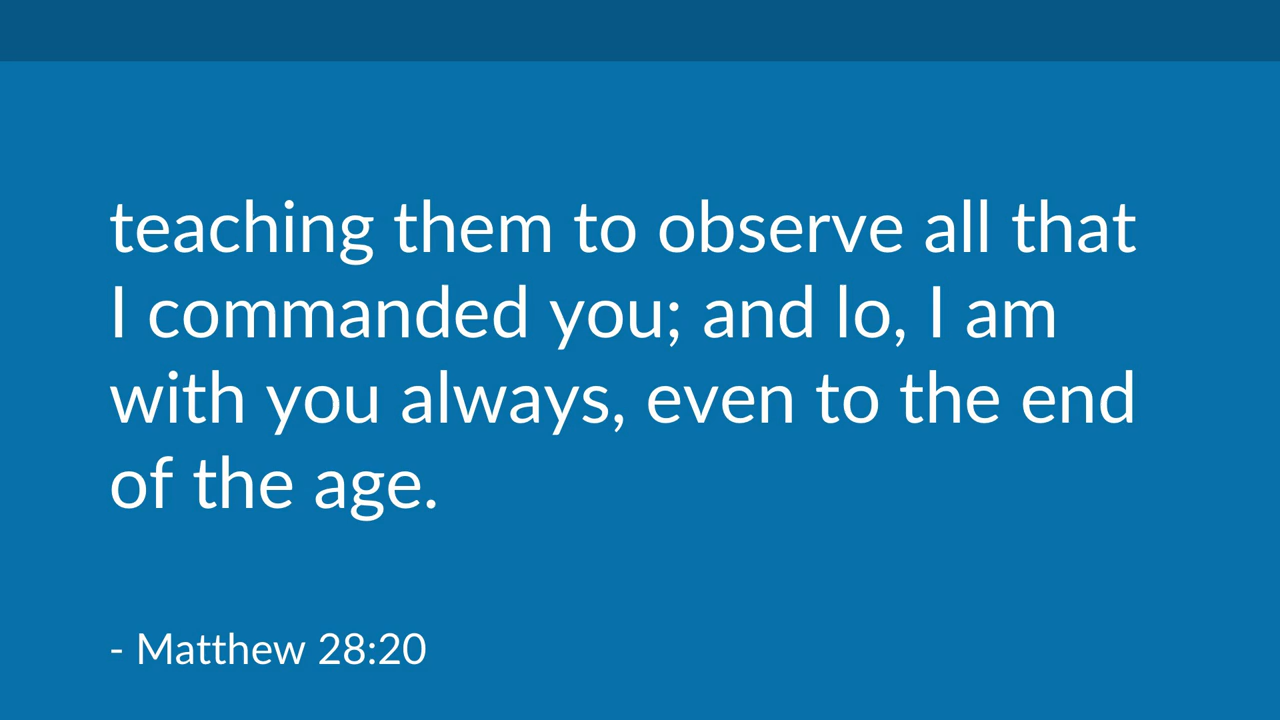 teaching them to observe all that
I commanded you; and lo, I am
with you always, even to the end
of the age.
- Matthew 28:20